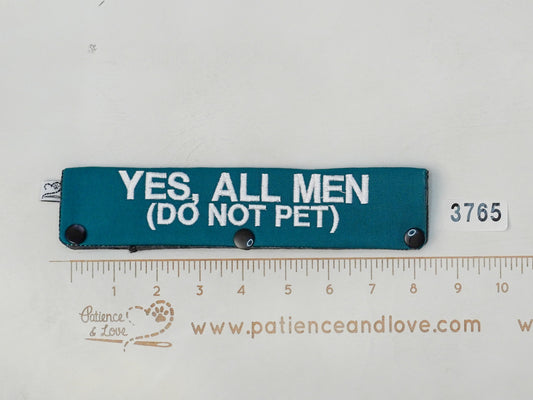 YES, ALL MEN
(DO NOT PET)
3765
1 2 3 4 5 6 7 8 9 10
Patience
& Love
www.patienceandlove.com
w